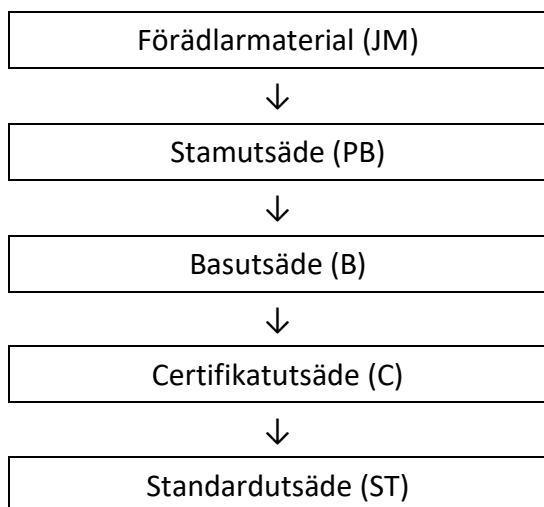 Förädlarmaterial (JM)
↓
Stamutsäde (PB)
↓
Basutsäde (B)
↓
Certifikatutsäde (C)
↓
Standardutsäde (ST)